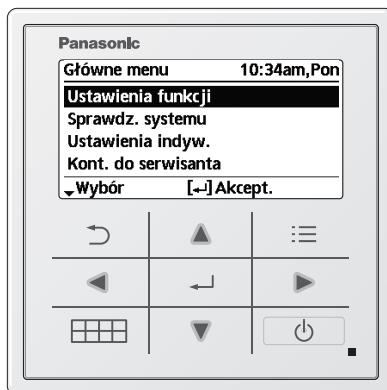 Panasonic
Główne menu 10:34am,Pon
Ustawienia funkcji
Sprawdz. systemu
Ustawienia indyw.
Kont. do serwisanta
Wybór [↵] Akcept.